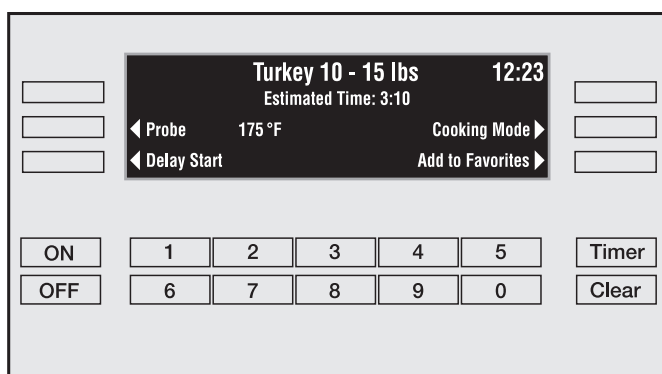 Turkey 10 - 15 lbs 12:23
Estimated Time: 3:10
Probe 175 °F Cooking Mode
Delay Start Add to Favorites
ON 1 2 3 4 5 Timer
OFF 6 7 8 9 0 Clear